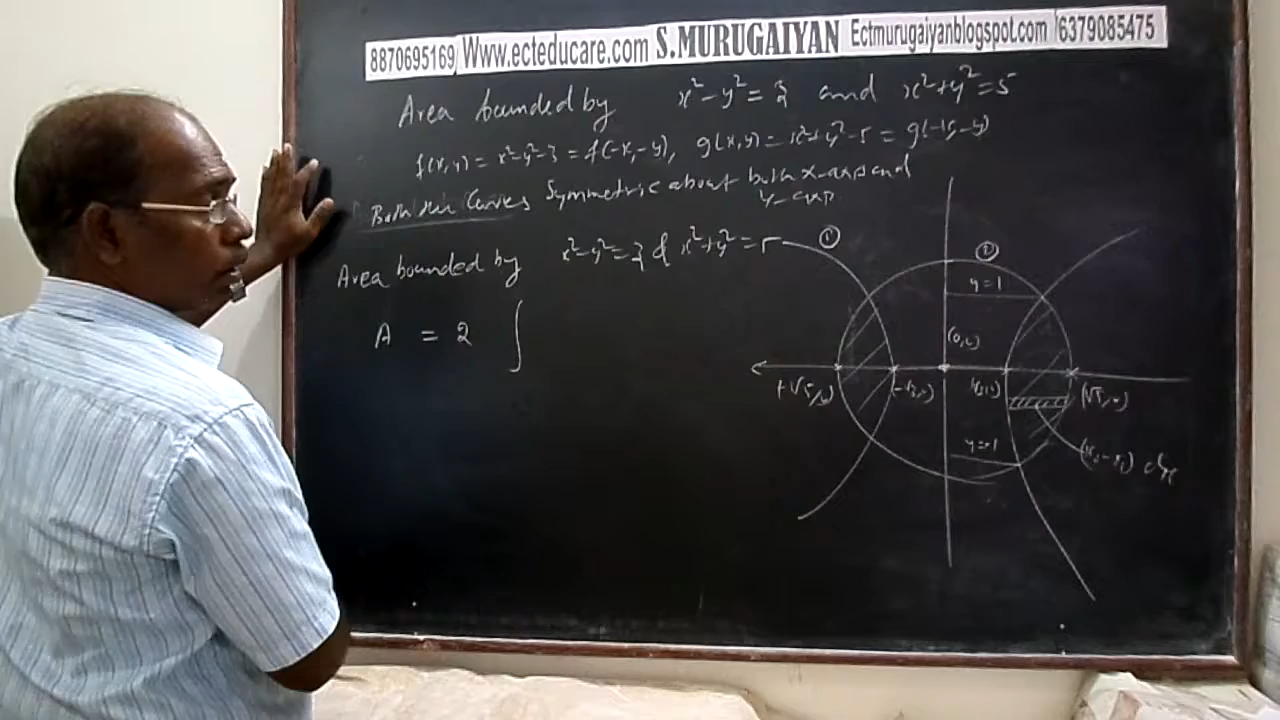 8870695169 Www.ecteducare.com S.MURUGAIYAN Ectmurugaiyanblogspot.com 6379085475
Area bounded by x²-y²=3 and x²+y²=5
f(x,y) = x²-y²-3 = f(-x,-y), g(x,y) = x²+y²-5 = g(-x,-y)
Both the Curves Symmetric about both x-axis and
y-axis
Area bounded by x²-y²=3 & x²+y²=5
① ②
y=1
A = 2 ∫
(√5,0)
y=-1